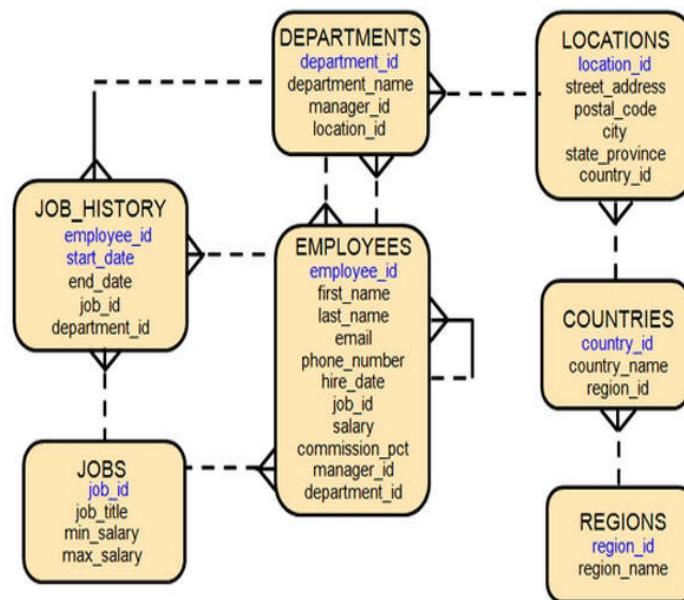 DEPARTMENTS
department_id
department_name
manager_id
location_id
LOCATIONS
location_id
street_address
postal_code
city
state_province
country_id
JOB_HISTORY
employee_id
start_date
end_date
job_id
department_id
EMPLOYEES
employee_id
first_name
last_name
email
phone_number
hire_date
job_id
salary
commission_pct
manager_id
department_id
COUNTRIES
country_id
country_name
region_id
JOBS
job_id
job_title
min_salary
max_salary
REGIONS
region_id
region_name